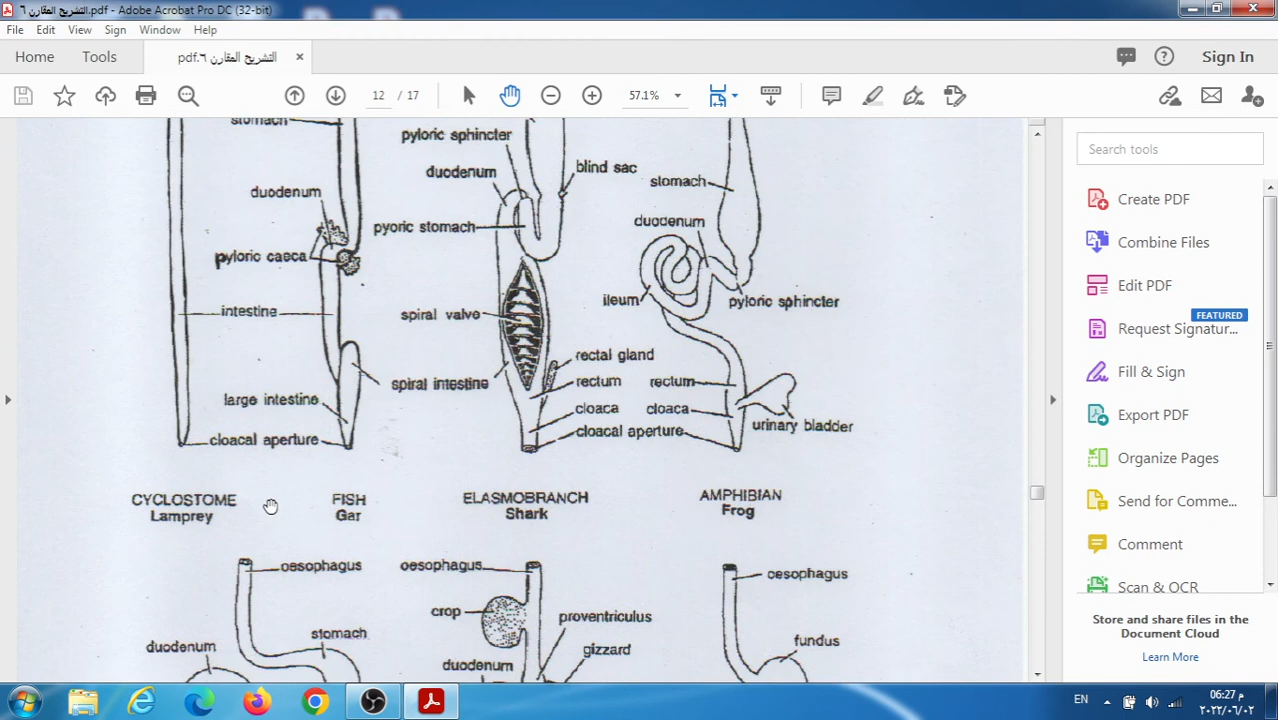 التشريح المقارن ٦.pdf - Adobe Acrobat Pro DC (32-bit)
File Edit View Sign Window Help
Home Tools التشريح المقارن ٦.pdf × Sign In
12 / 17 57.1%
stomach
pyloric sphincter
blind sac
duodenum
stomach
duodenum
duodenum
pyoric stomach
pyloric caeca
ileum
pyloric sphincter
intestine
spiral valve
rectal gland
spiral intestine
rectum
rectum
large intestine
cloaca
cloaca
urinary bladder
cloacal aperture
cloacal aperture
CYCLOSTOME FISH ELASMOBRANCH AMPHIBIAN
Lamprey Gar Shark Frog
oesophagus
oesophagus
oesophagus
crop
proventriculus
stomach
fundus
duodenum
gizzard
duodenum
Search tools
Create PDF
Combine Files
Edit PDF
FEATURED
Request Signatur...
Fill & Sign
Export PDF
Organize Pages
Send for Comme...
Comment
Scan & OCR
Store and share files in the
Document Cloud
Learn More
EN
06:27 م
٢٠٢٢/٠٦/٠٢